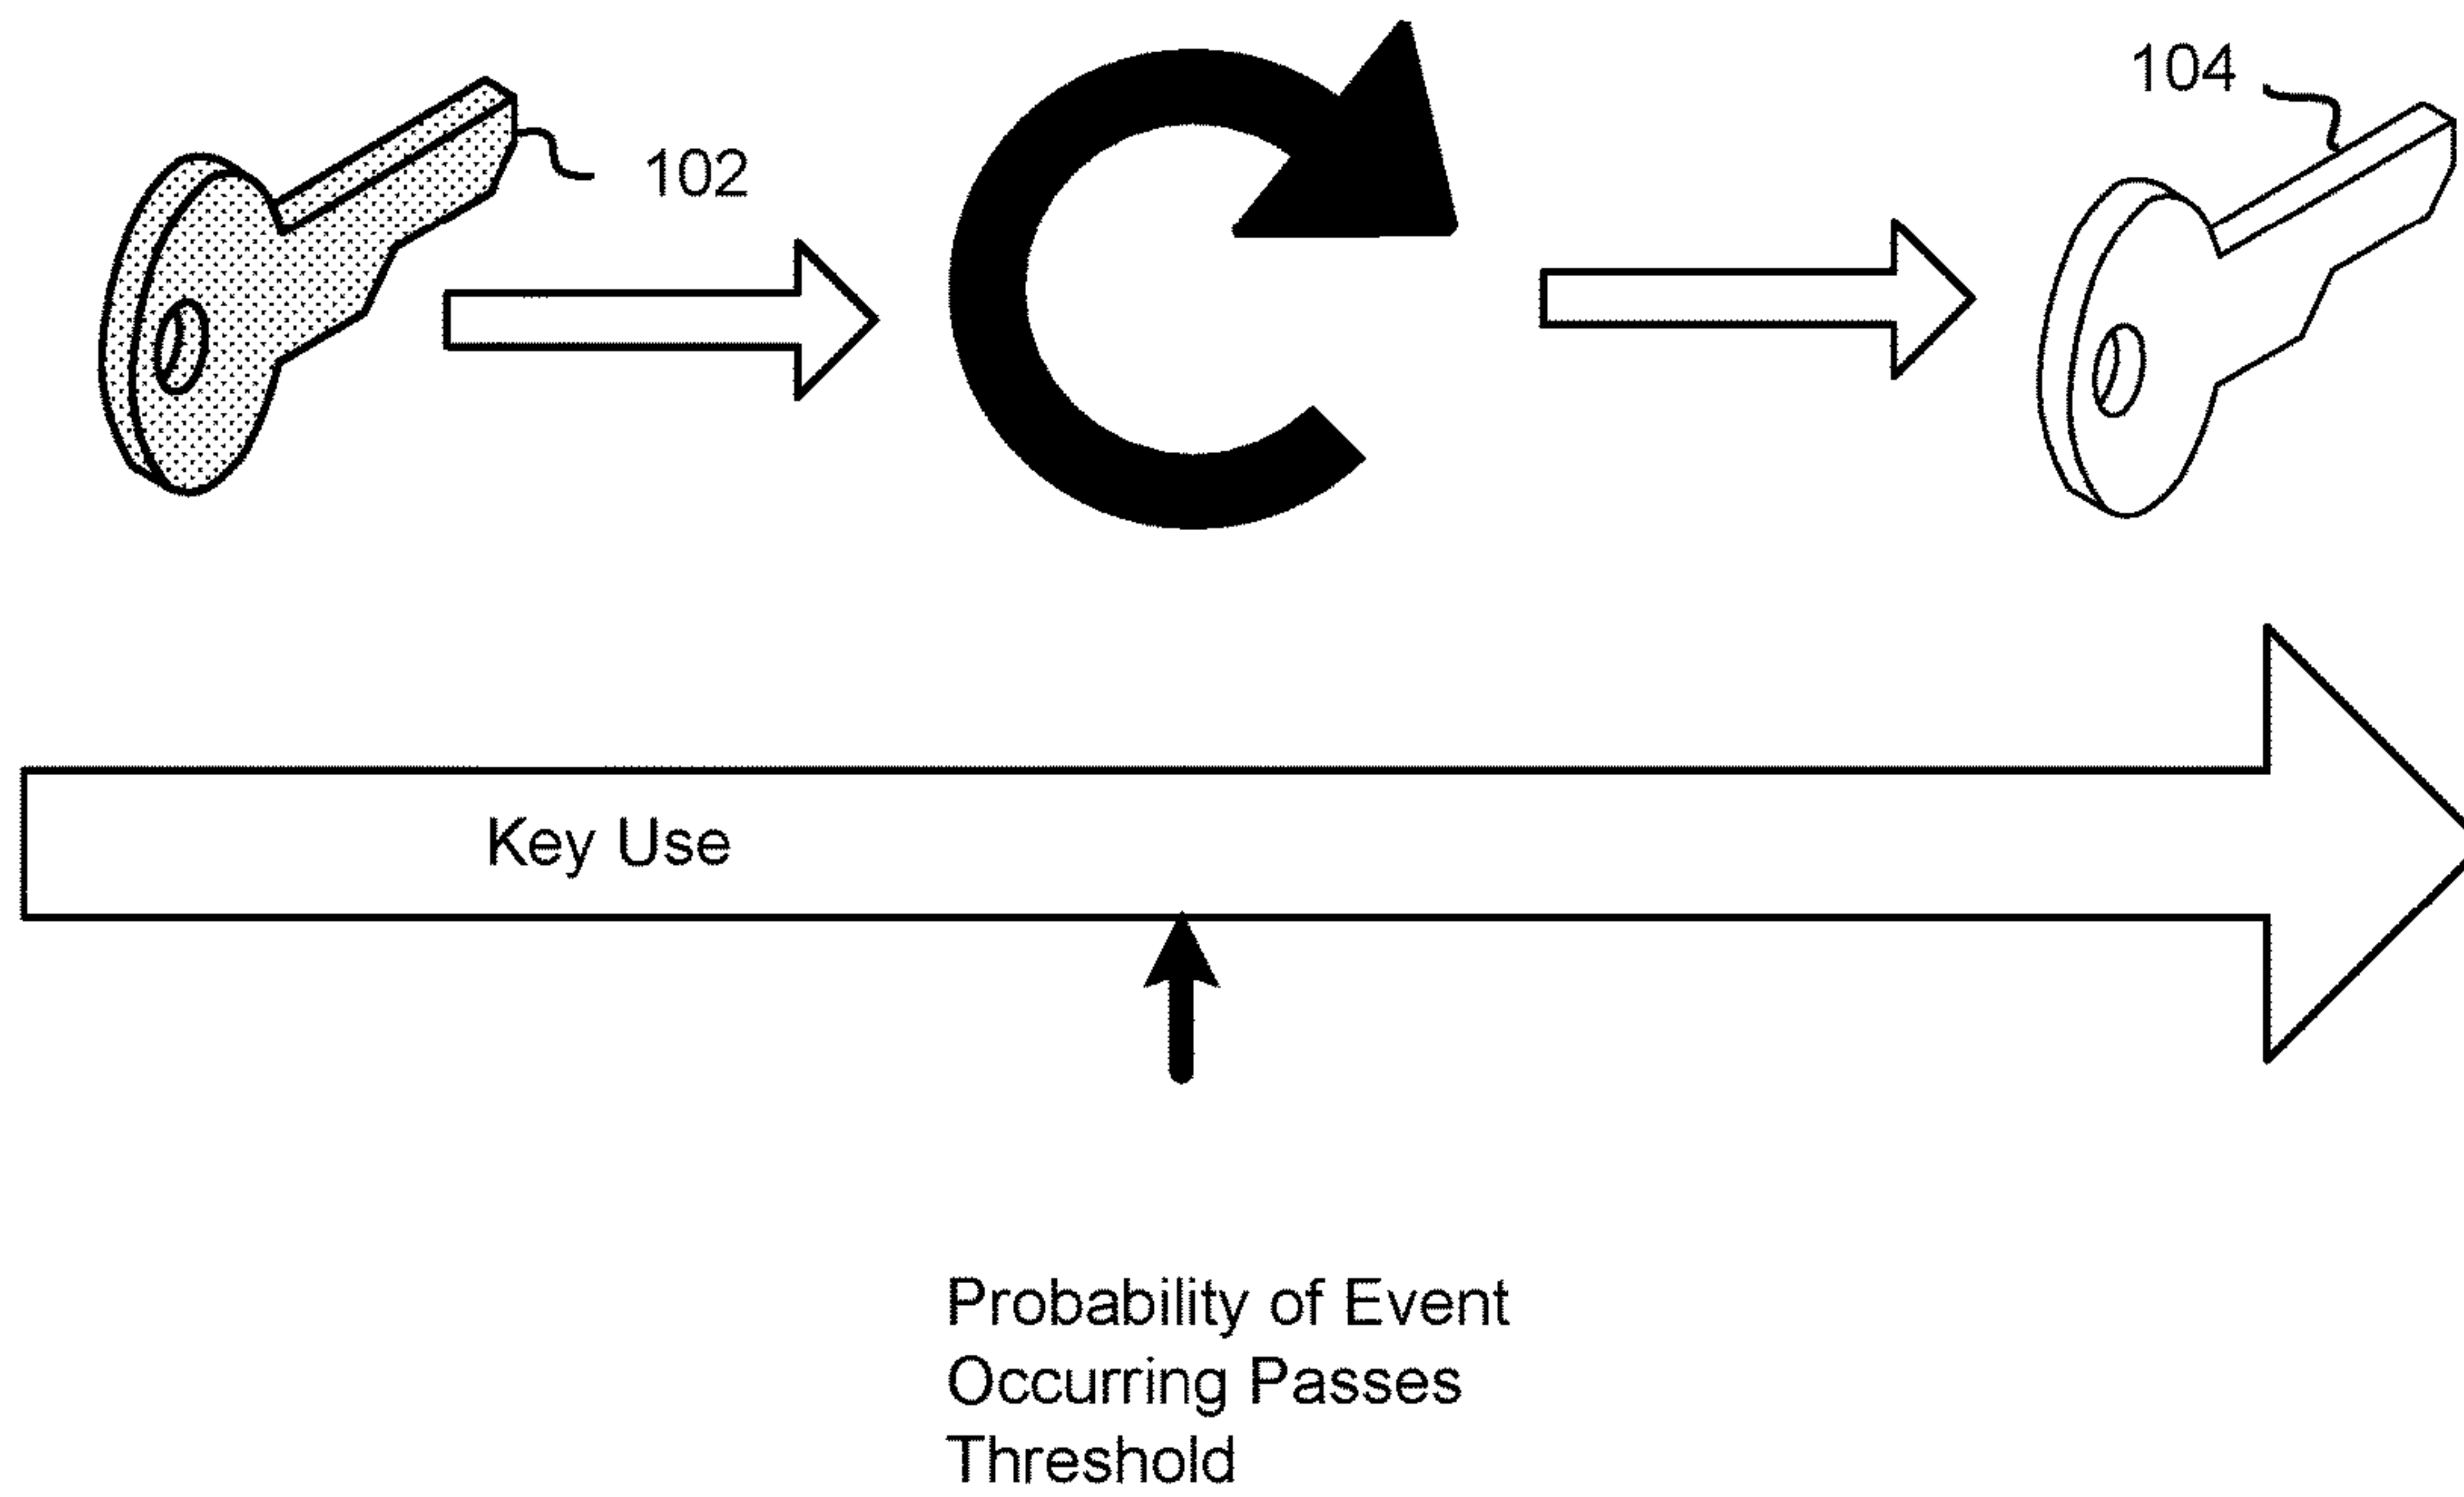 104
102
Key Use
Probability of Event
Occurring Passes
Threshold